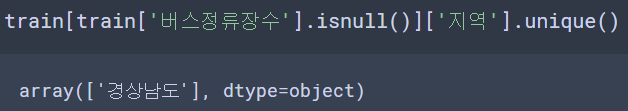 train[train['버스정류장수'].isnull()]['지역'].unique()
array(['경상남도'], dtype=object)